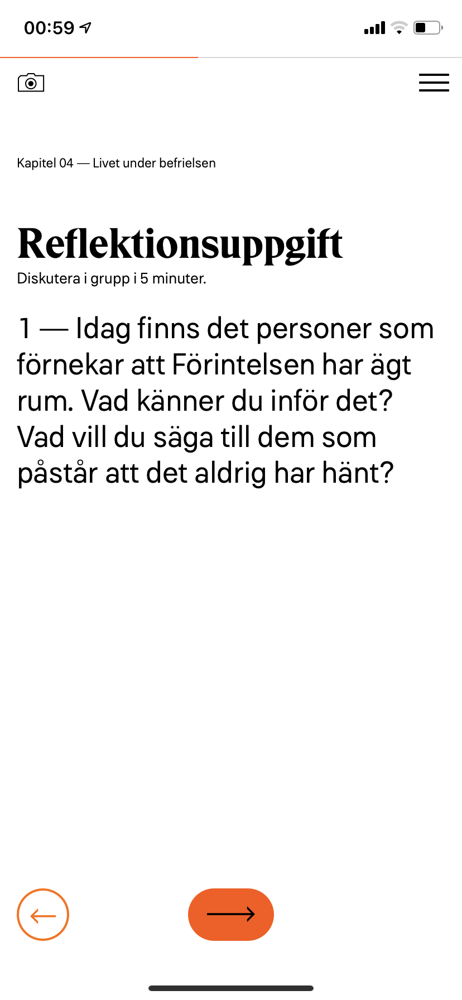 00:59
Kapitel 04 — Livet under befrielsen
Reflektionsuppgift
Diskutera i grupp i 5 minuter.
1 — Idag finns det personer som
förnekar att Förintelsen har ägt
rum. Vad känner du inför det?
Vad vill du säga till dem som
påstår att det aldrig har hänt?